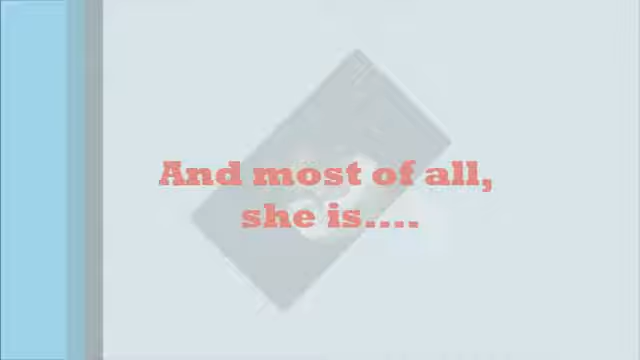 And most of all,
she is....